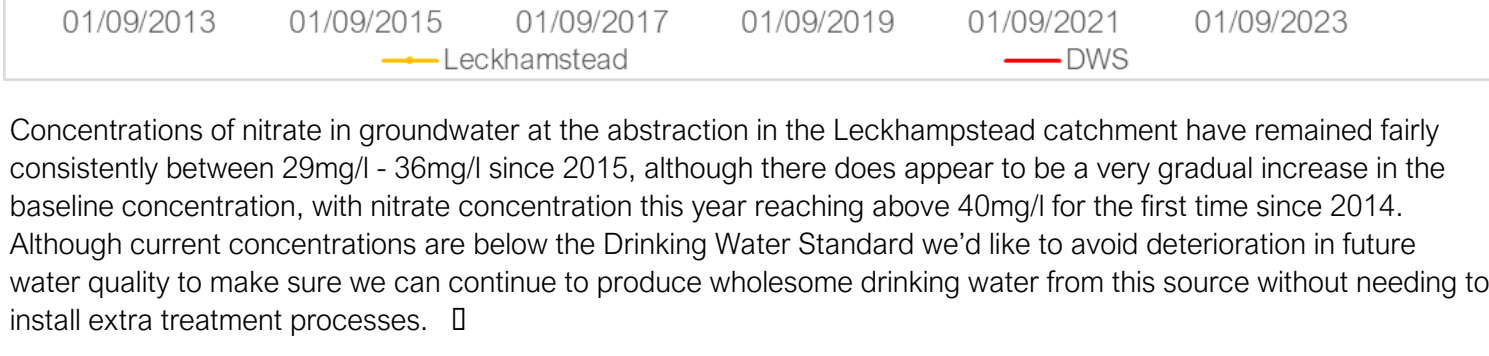 01/09/2013 01/09/2015 01/09/2017 01/09/2019 01/09/2021 01/09/2023
Leckhamstead DWS
Concentrations of nitrate in groundwater at the abstraction in the Leckhampstead catchment have remained fairly
consistently between 29mg/l - 36mg/l since 2015, although there does appear to be a very gradual increase in the
baseline concentration, with nitrate concentration this year reaching above 40mg/l for the first time since 2014.
Although current concentrations are below the Drinking Water Standard we’d like to avoid deterioration in future
water quality to make sure we can continue to produce wholesome drinking water from this source without needing to
install extra treatment processes.